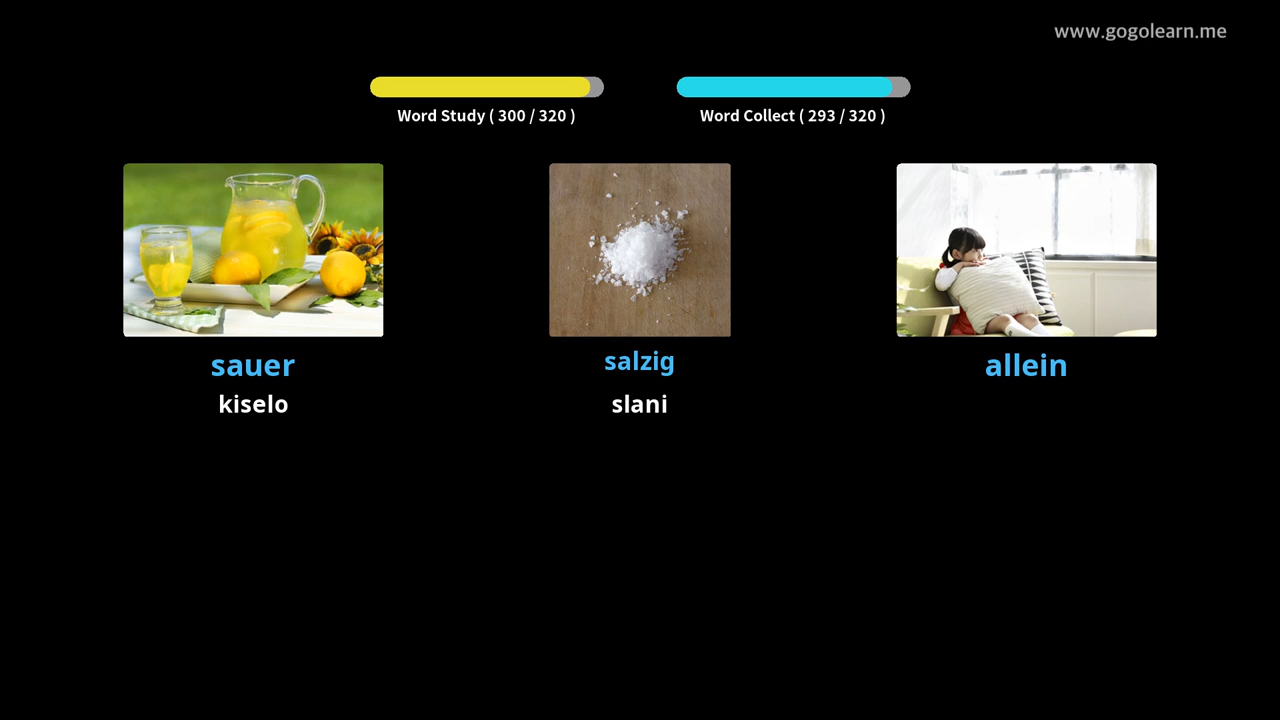 www.gogolearn.me
Word Study ( 300 / 320 )
Word Collect ( 293 / 320 )
sauer
kiselo
salzig
slani
allein